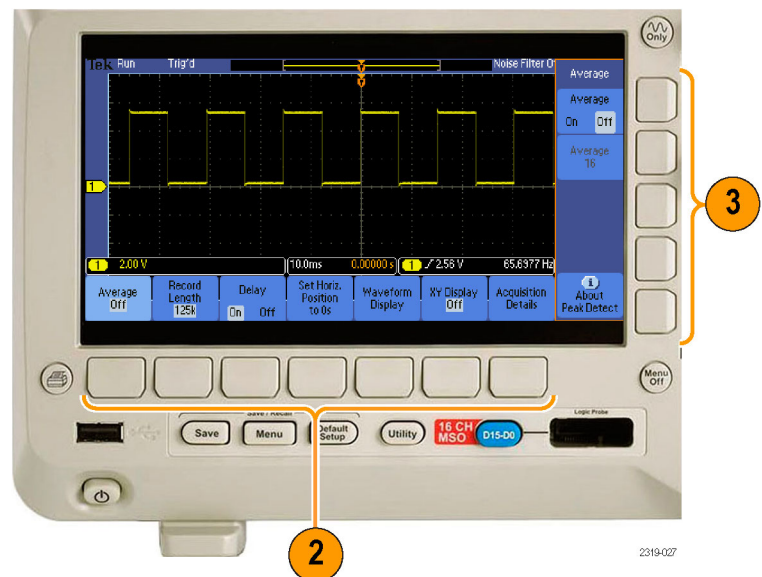 Only
Tek Run Trig'd Noise Filter O
Average
Average
On Off
Average
16
1
1 2.00 V 10.0ms 0.00000 s 1 2.56 V 65.6977 Hz
Average
Off
Record
Length
125k
Delay
On Off
Set Horiz.
Position
to 0s
Waveform
Display
XY Display
Off
Acquisition
Details
i
About
Peak Detect
3
Menu
Off
Save / Recall
Logic Probe
Save
Menu
Default
Setup
Utility
16 CH
MSO
D15-D0
2
2319-027